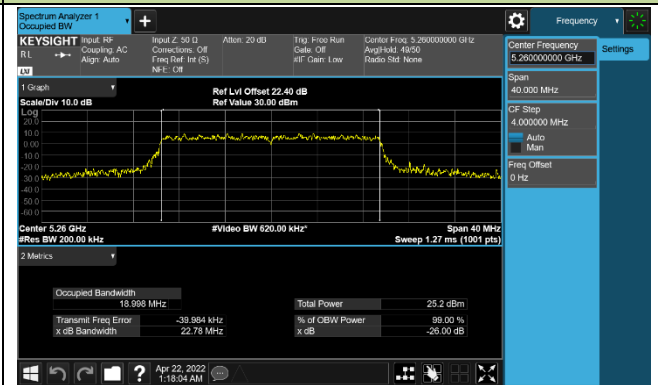 Spectrum Analyzer 1
Occupied BW
+
Frequency
KEYSIGHT
RL
LXI
Input: RF
Coupling: AC
Align: Auto
Input Z: 50 Ω
Corrections: Off
Freq Ref: Int (S)
NFE: Off
Atten: 20 dB
Trig: Free Run
Gate: Off
#IF Gain: Low
Center Freq: 5.260000000 GHz
Avg|Hold: 49/50
Radio Std: None
Center Frequency
5.260000000 GHz
Settings
Span
40.000 MHz
CF Step
4.000000 MHz
Auto
Man
Freq Offset
0 Hz
1 Graph
Scale/Div 10.0 dB
Ref Lvl Offset 22.40 dB
Ref Value 30.00 dBm
Log
20.0
10.0
0.00
-10.0
-20.0
-30.0
-40.0
-50.0
-60.0
Center 5.26 GHz
#Video BW 620.00 kHz*
Span 40 MHz
#Res BW 200.00 kHz
Sweep 1.27 ms (1001 pts)
2 Metrics
Occupied Bandwidth
18.998 MHz
Total Power 25.2 dBm
Transmit Freq Error -39.984 kHz
% of OBW Power 99.00 %
x dB Bandwidth 22.78 MHz
x dB -26.00 dB
?
Apr 22, 2022
1:18:04 AM